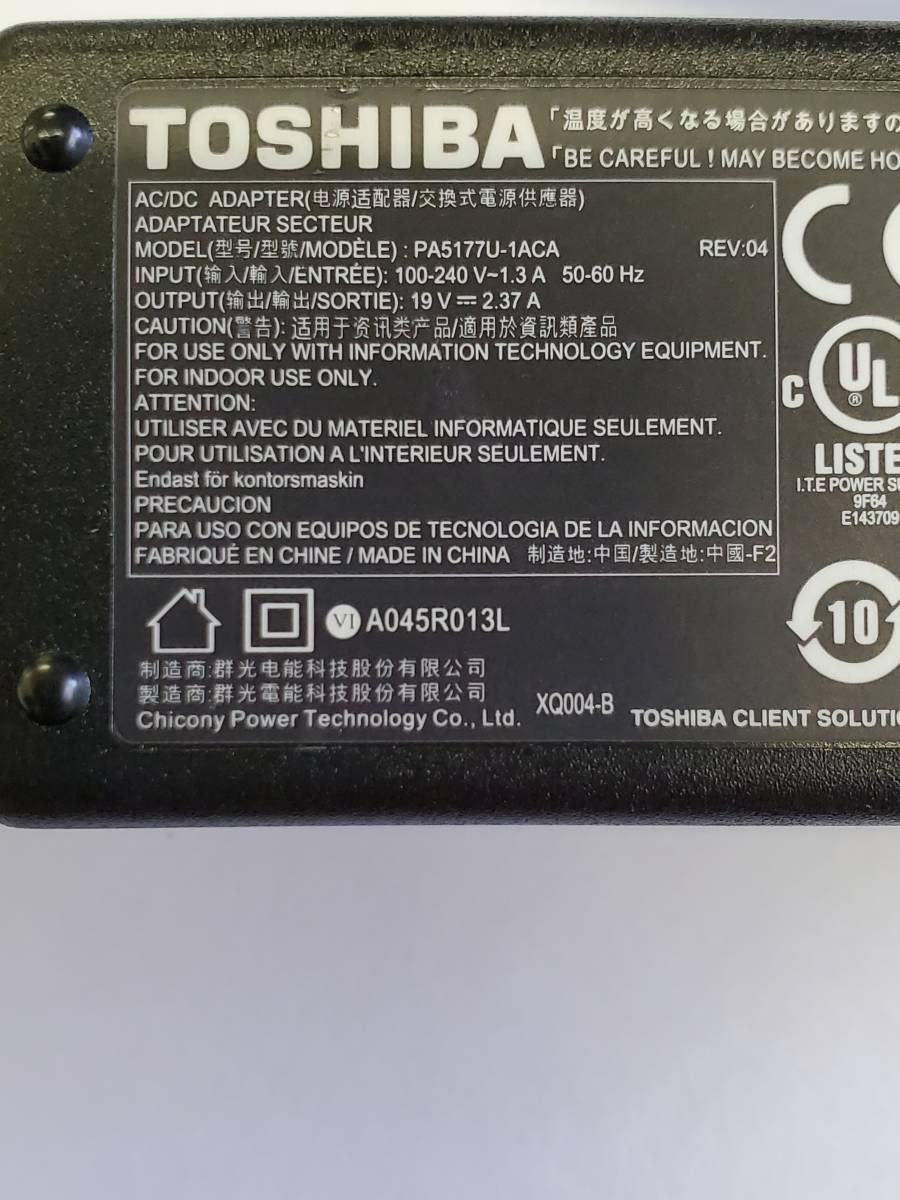 TOSHIBA
「温度が高くなる場合がありますの
「BE CAREFUL ! MAY BECOME HO
AC/DC ADAPTER(电源适配器/交換式電源供應器)
ADAPTATEUR SECTEUR
MODEL(型号/型號/MODÈLE) : PA5177U-1ACA REV:04
INPUT(输入/輸入/ENTRÉE): 100-240 V~1.3 A 50-60 Hz
OUTPUT(输出/輸出/SORTIE): 19 V ⎓ 2.37 A
CAUTION(警告): 适用于资讯类产品/適用於資訊類產品
FOR USE ONLY WITH INFORMATION TECHNOLOGY EQUIPMENT.
FOR INDOOR USE ONLY.
ATTENTION:
UTILISER AVEC DU MATERIEL INFORMATIQUE SEULEMENT.
POUR UTILISATION A L'INTERIEUR SEULEMENT.
Endast för kontorsmaskin
PRECAUCION
PARA USO CON EQUIPOS DE TECNOLOGIA DE LA INFORMACION
FABRIQUÉ EN CHINE / MADE IN CHINA 制造地:中国/製造地:中國-F2
CE
C UL ®
LISTE
I.T.E POWER SU
9F64
E143709
VI A045R013L
10
制造商:群光电能科技股份有限公司
製造商:群光電能科技股份有限公司
Chicony Power Technology Co., Ltd.
XQ004-B
TOSHIBA CLIENT SOLUTI